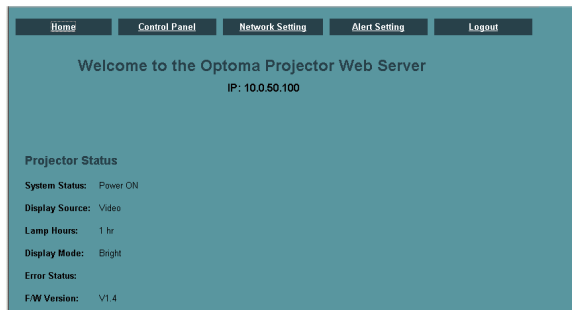 Home Control Panel Network Setting Alert Setting Logout
Welcome to the Optoma Projector Web Server
IP: 10.0.50.100
Projector Status
System Status: Power ON
Display Source: Video
Lamp Hours: 1 hr
Display Mode: Bright
Error Status:
F/W Version: V1.4